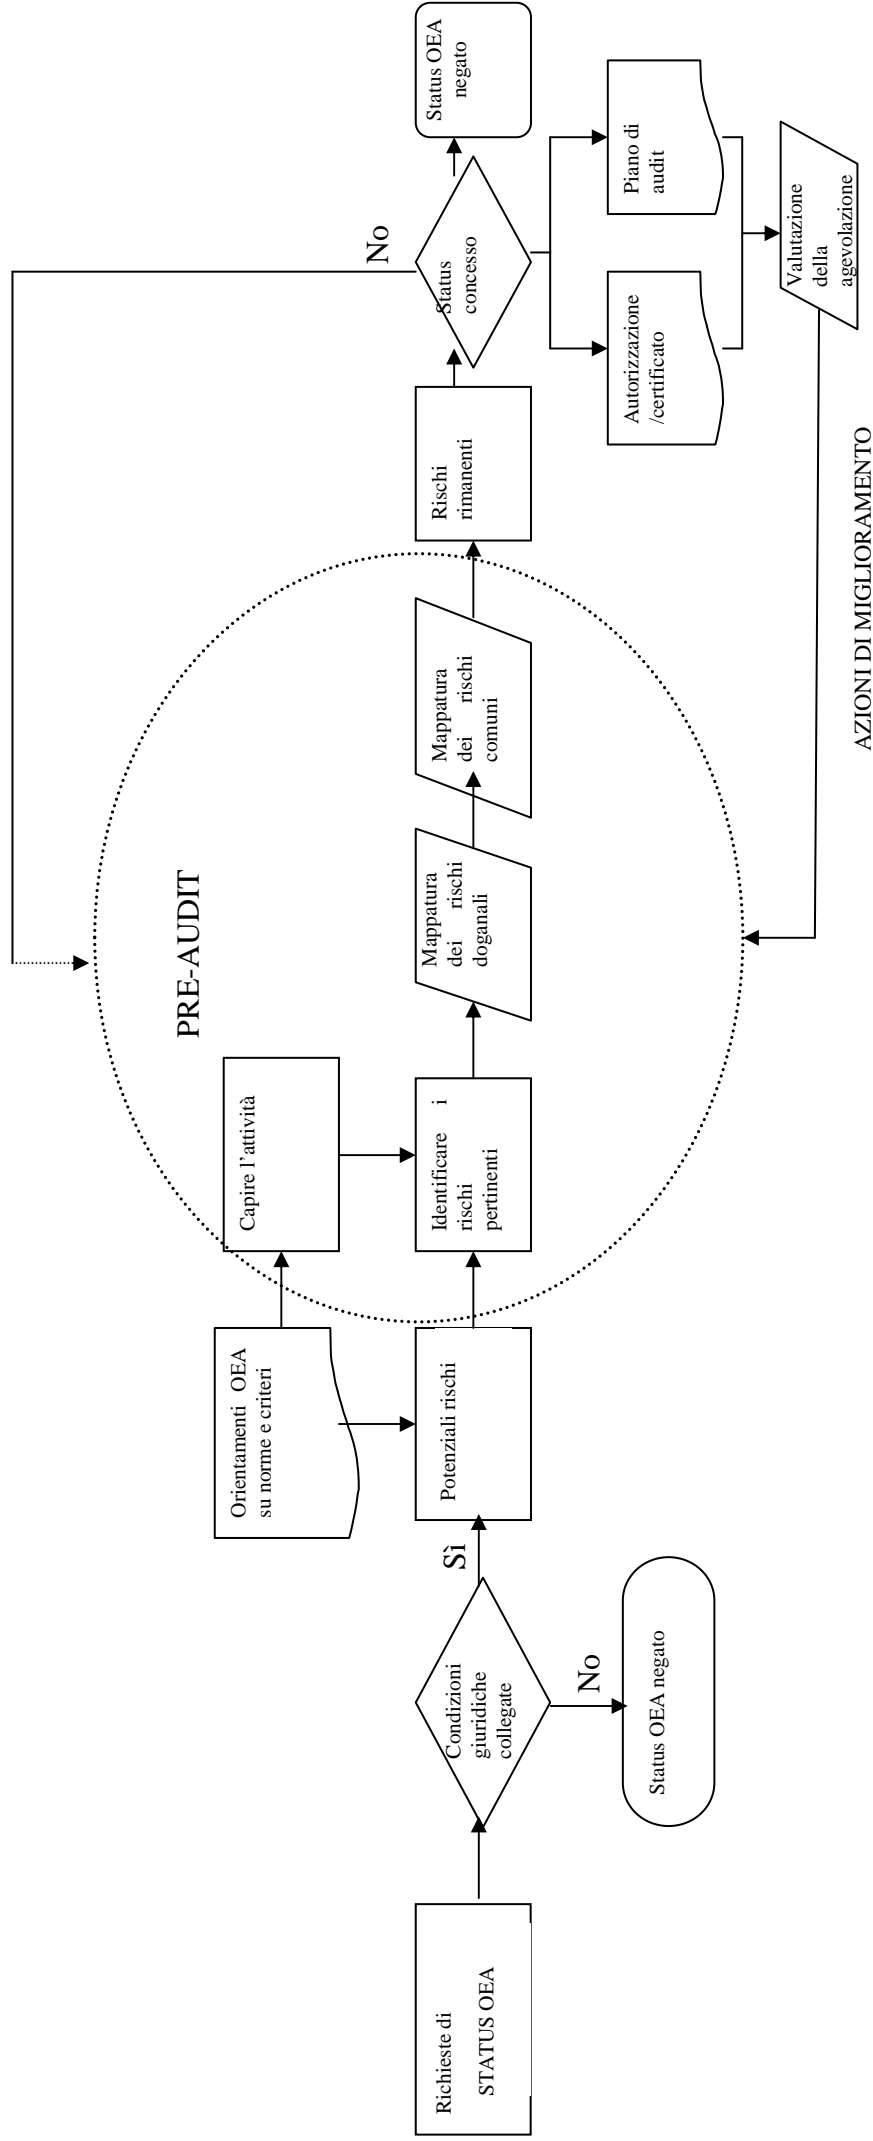 Richieste di
STATUS OEA
Condizioni
giuridiche
collegate
No
Status OEA negato
Sì
Orientamenti OEA
su norme e criteri
Potenziali rischi
PRE-AUDIT
Capire l'attività
Identificare i
rischi
pertinenti
Mappatura
dei rischi
doganali
Mappatura
dei rischi
comuni
Rischi
rimanenti
Status
concesso
No
Status OEA
negato
Autorizzazione
/certificato
Piano di
audit
Valutazione
della
agevolazione
AZIONI DI MIGLIORAMENTO